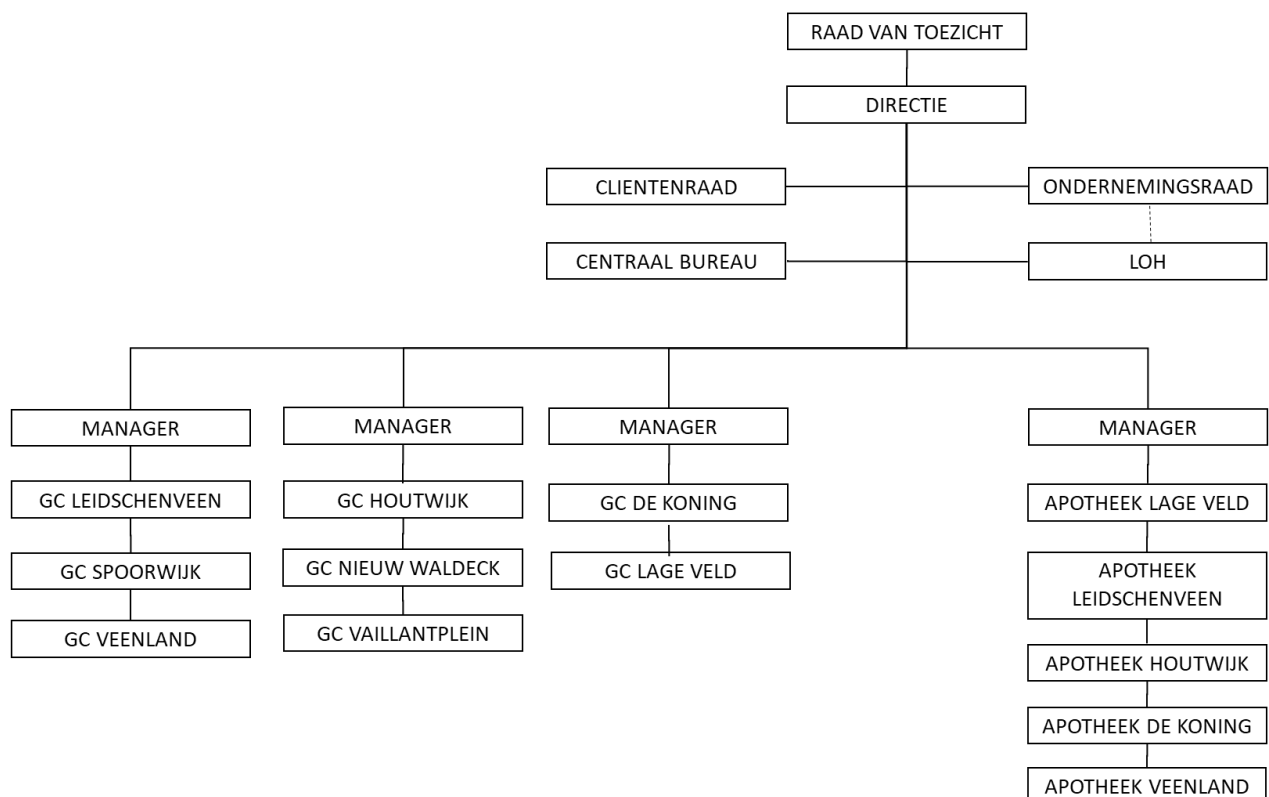 RAAD VAN TOEZICHT
DIRECTIE
CLIENTENRAAD
ONDERNEMINGSRAAD
CENTRAAL BUREAU
LOH
MANAGER
GC LEIDSCHENVEEN
GC SPOORWIJK
GC VEENLAND
MANAGER
GC HOUTWIJK
GC NIEUW WALDECK
GC VAILLANTPLEIN
MANAGER
GC DE KONING
GC LAGE VELD
MANAGER
APOTHEEK LAGE VELD
APOTHEEK
LEIDSCHENVEEN
APOTHEEK HOUTWIJK
APOTHEEK DE KONING
APOTHEEK VEENLAND